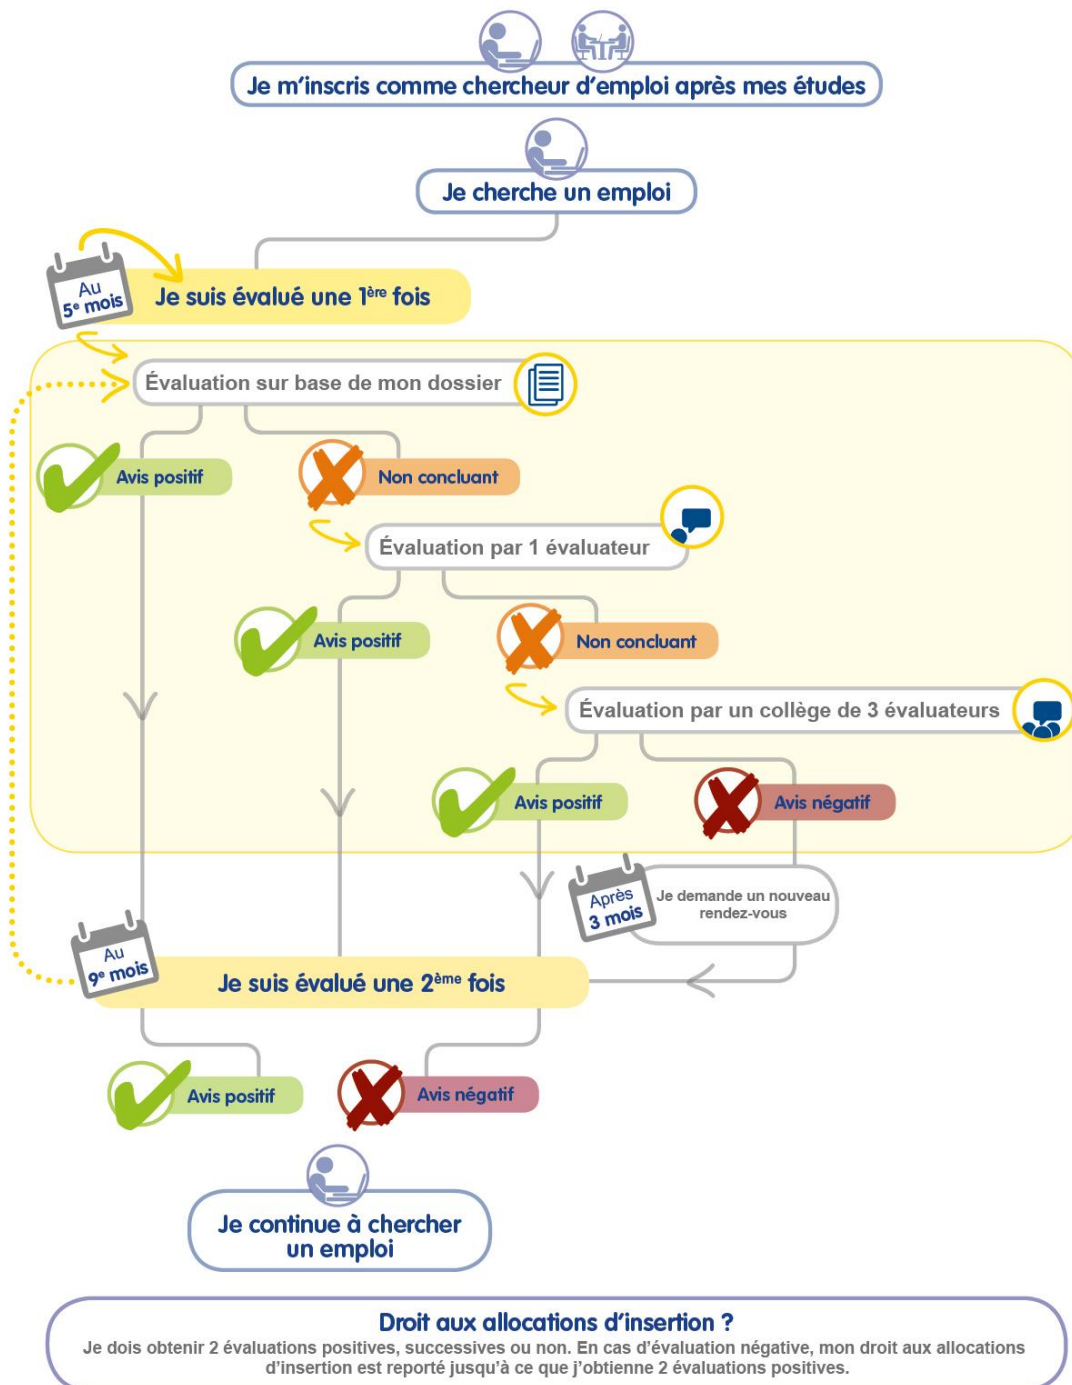 Je m'inscris comme chercheur d'emploi après mes études
Je cherche un emploi
Au
5e mois
Je suis évalué une 1ère fois
Évaluation sur base de mon dossier
Avis positif
Non concluant
Évaluation par 1 évaluateur
Avis positif
Non concluant
Évaluation par un collège de 3 évaluateurs
Avis positif
Avis négatif
Après
3 mois
Je demande un nouveau
rendez-vous
Au
9e mois
Je suis évalué une 2ème fois
Avis positif
Avis négatif
Je continue à chercher
un emploi
Droit aux allocations d'insertion ?
Je dois obtenir 2 évaluations positives, successives ou non. En cas d'évaluation négative, mon droit aux allocations
d'insertion est reporté jusqu'à ce que j'obtienne 2 évaluations positives.